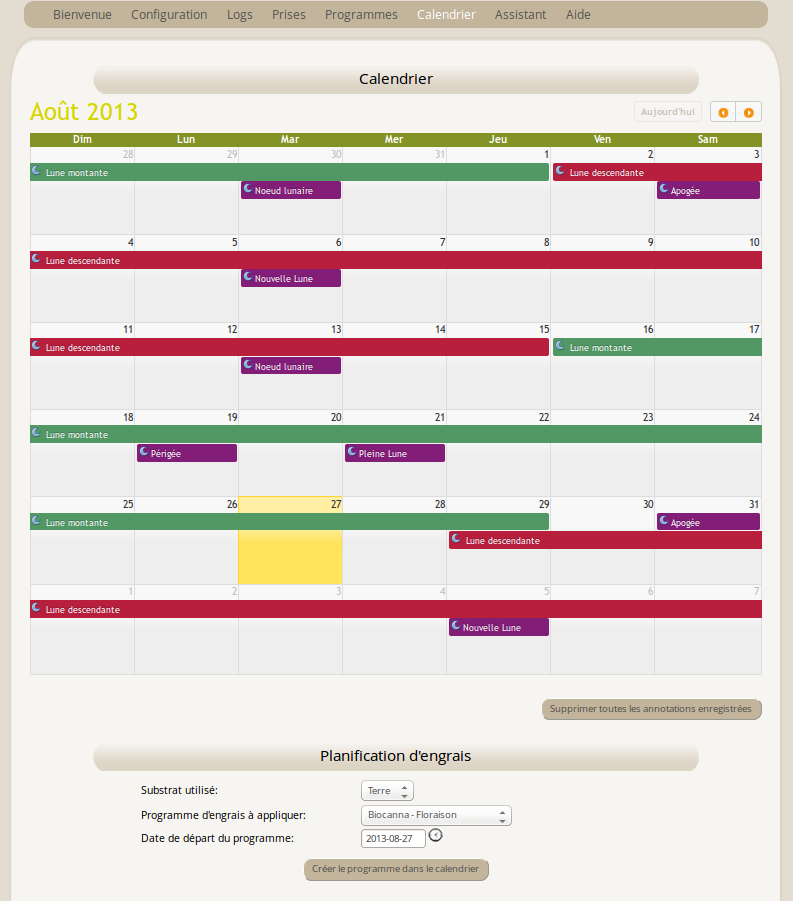 Bienvenue Configuration Logs Prises Programmes Calendrier Assistant Aide
Calendrier
Août 2013
Aujourd'hui
Dim Lun Mar Mer Jeu Ven Sam
28 29 30 31 1 2 3
Lune montante Lune descendante
Noeud lunaire Apogée
4 5 6 7 8 9 10
Lune descendante
Nouvelle Lune
11 12 13 14 15 16 17
Lune descendante Lune montante
Noeud lunaire
18 19 20 21 22 23 24
Lune montante
Périgée Pleine Lune
25 26 27 28 29 30 31
Lune montante Apogée
Lune descendante
1 2 3 4 5 6 7
Lune descendante
Nouvelle Lune
Supprimer toutes les annotations enregistrées
Planification d'engrais
Substrat utilisé: Terre
Programme d'engrais à appliquer: Biocanna - Floraison
Date de départ du programme: 2013-08-27
Créer le programme dans le calendrier